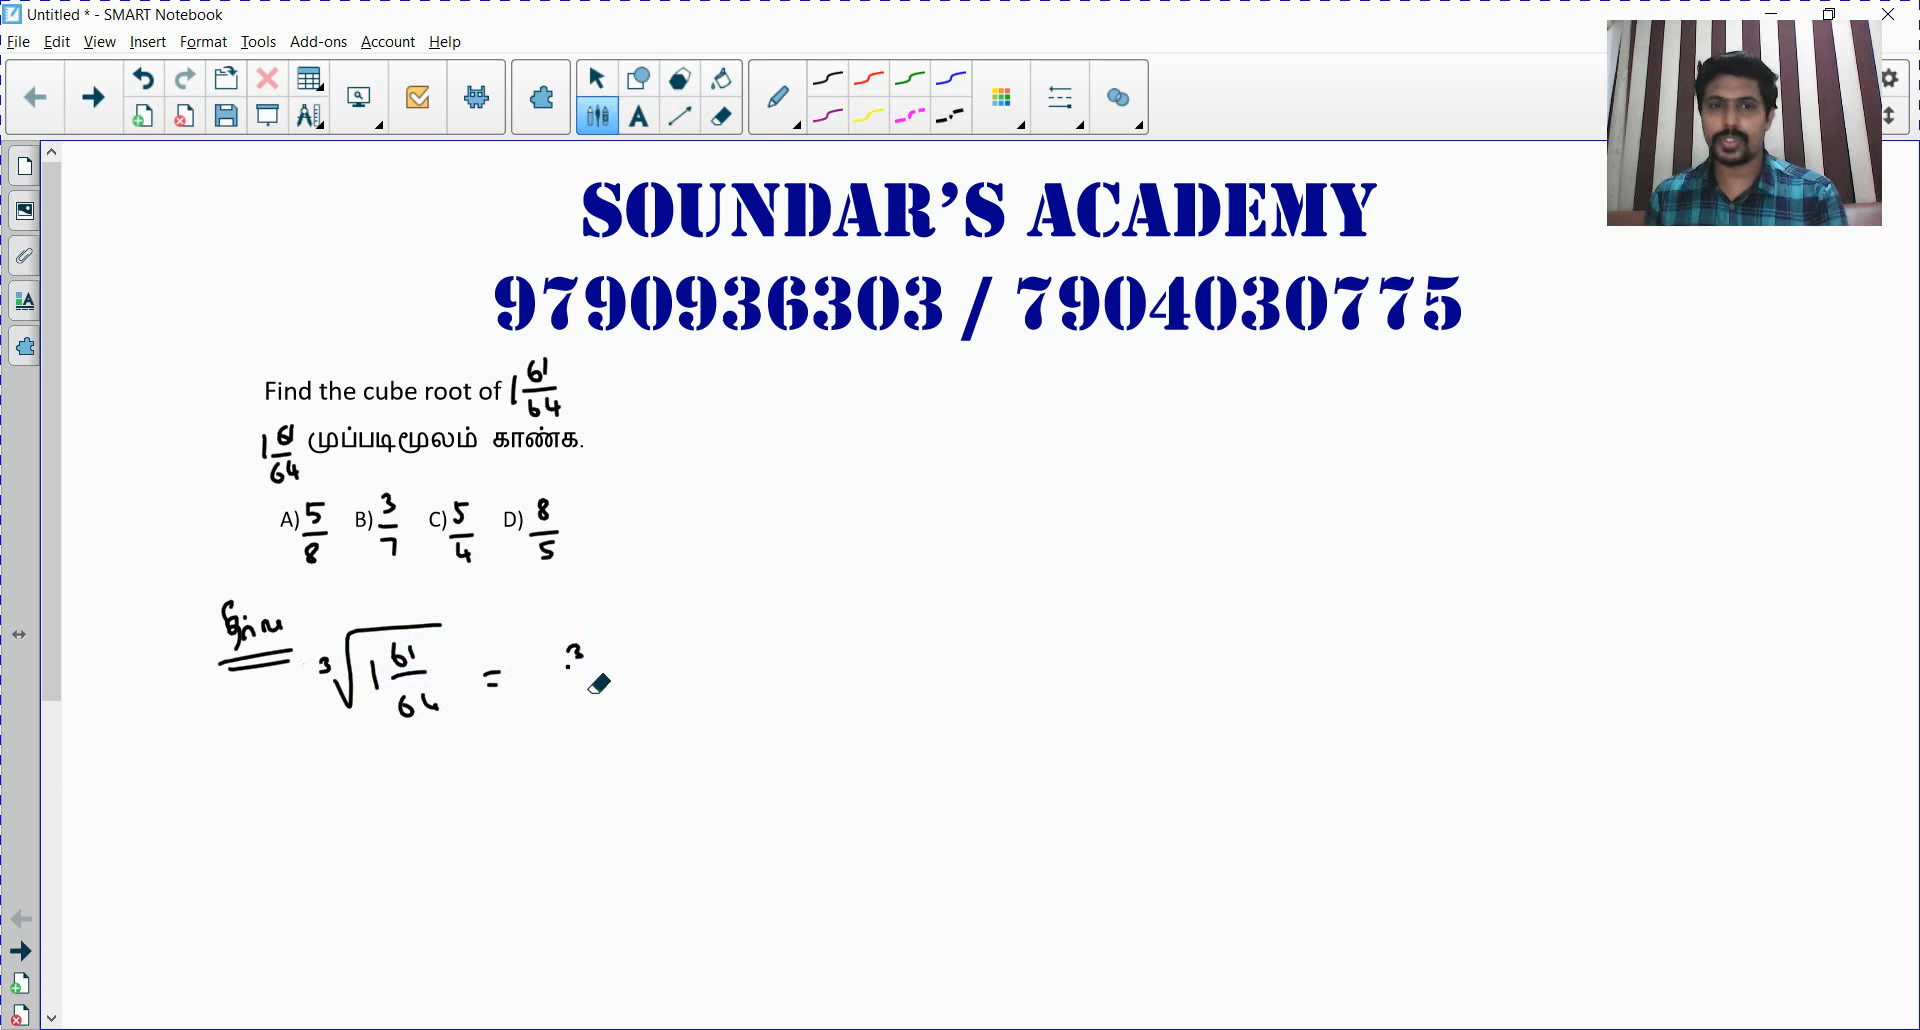 Untitled * - SMART Notebook
File Edit View Insert Format Tools Add-ons Account Help
SOUNDAR'S ACADEMY
9790936303 / 7904030775
Find the cube root of 1 61/64
1 61/64 முப்படிமூலம் காண்க.
A) 5/8 B) 3/7 C) 5/4 D) 8/5
∛(1 61/64) = 3